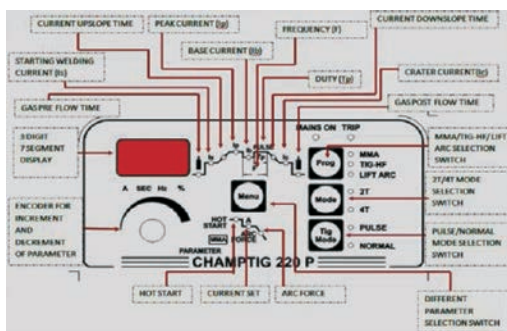 CURRENT UPSLOPE TIME
PEAK CURRENT (Ip)
BASE CURRENT (Ib)
FREQUENCY (F)
CURRENT DOWNSLOPE TIME
STARTING WELDING
CURRENT (Is)
DUTY (Tp)
CRATER CURRENT(Ic)
GAS PRE FLOW TIME
GAS POST FLOW TIME
3 DIGIT
7 SEGMENT
DISPLAY
MAINS ON TRIP
PULSE
Prog
MMA
TIG-HF
LIFT ARC
MMA/TIG-HF/LIFT
ARC SELECTION
SWITCH
A SEC Hz %
Menu
Mode
2T
4T
2T/4T MODE
SELECTION
SWITCH
ENCODER FOR
INCREMENT
AND
DECREMENT
OF PARAMETER
HOT
START
A
ARC
FORCE
MMA
PARAMETER
Tig
Mode
PULSE
NORMAL
PULSE/NORMAL
MODE SELECTION
SWITCH
CHAMPTIG 220 P
HOT START
CURRENT SET
ARC FORCE
DIFFERENT
PARAMETER
SELECTION SWITCH